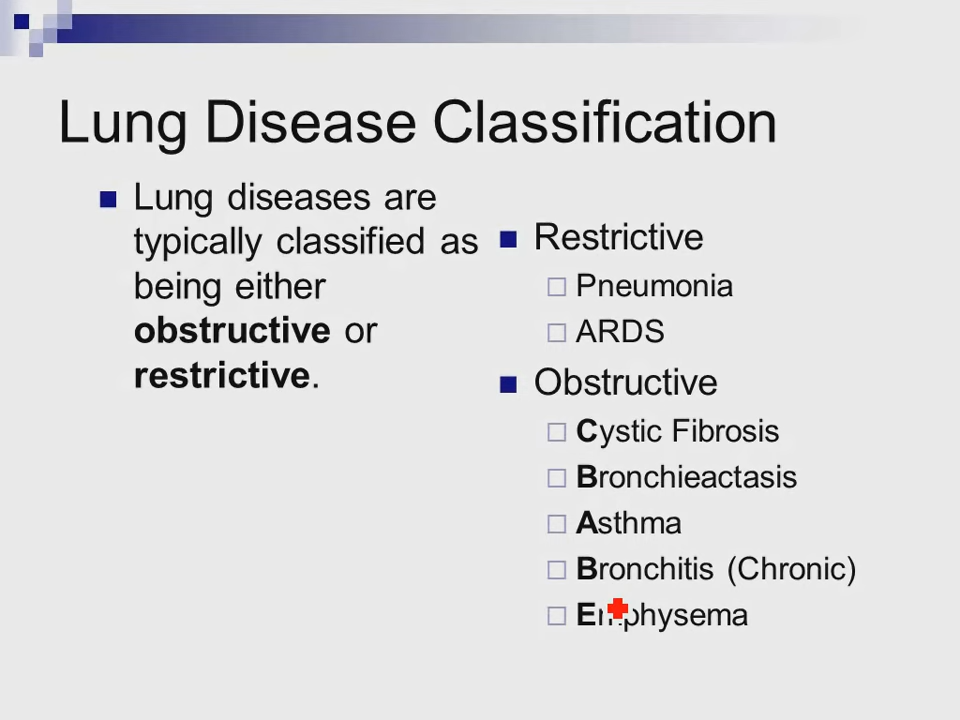 Lung Disease Classification
Lung diseases are
typically classified as
being either
obstructive or
restrictive.
Restrictive
Pneumonia
ARDS
Obstructive
Cystic Fibrosis
Bronchieactasis
Asthma
Bronchitis (Chronic)
Emphysema